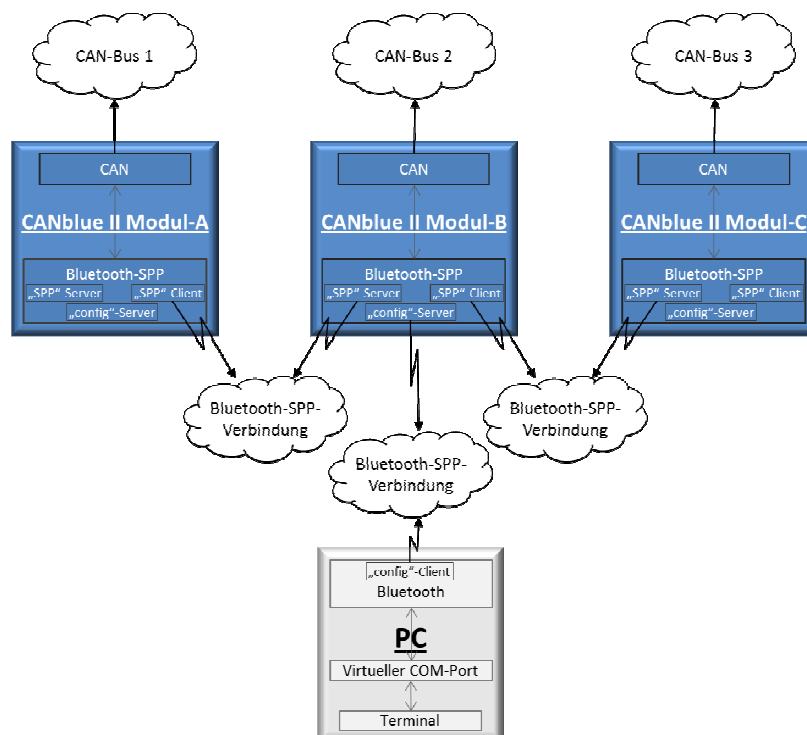 CAN-Bus 1
CAN-Bus 2
CAN-Bus 3
CAN
CAN
CAN
CANblue II Modul-A
CANblue II Modul-B
CANblue II Modul-C
Bluetooth-SPP
„SPP“ Server
„SPP“ Client
„config“-Server
Bluetooth-SPP
„SPP“ Server
„SPP“ Client
„config“-Server
Bluetooth-SPP
„SPP“ Server
„SPP“ Client
„config“-Server
Bluetooth-SPP-
Verbindung
Bluetooth-SPP-
Verbindung
Bluetooth-SPP-
Verbindung
„config“-Client
Bluetooth
PC
Virtueller COM-Port
Terminal